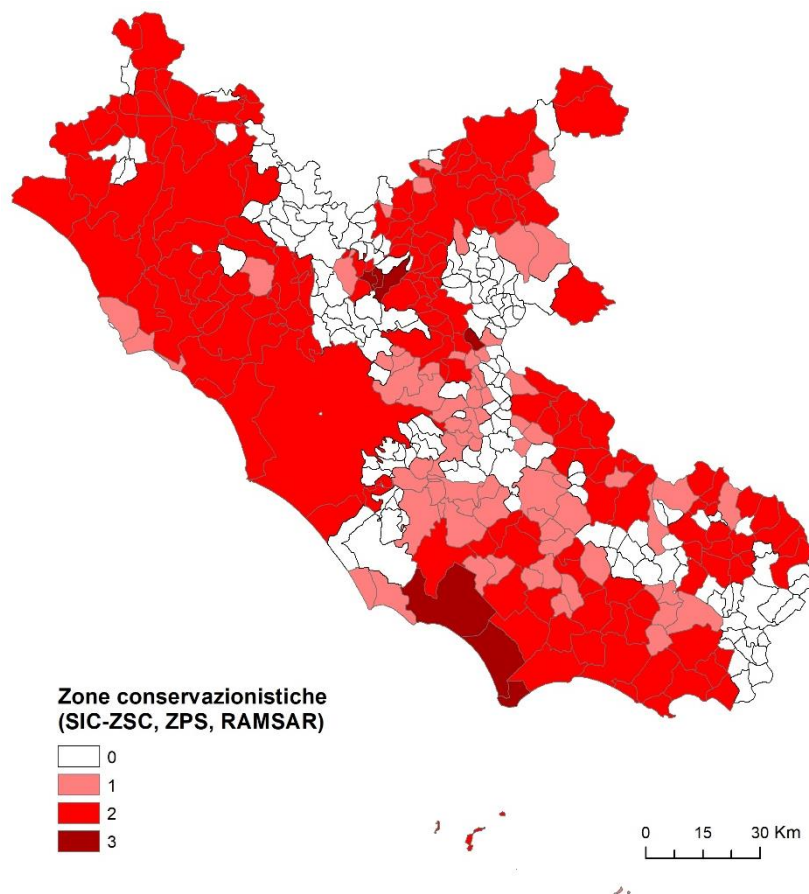 Zone conservazionistiche
(SIC-ZSC, ZPS, RAMSAR)
0
1
2
3
0 15 30 Km